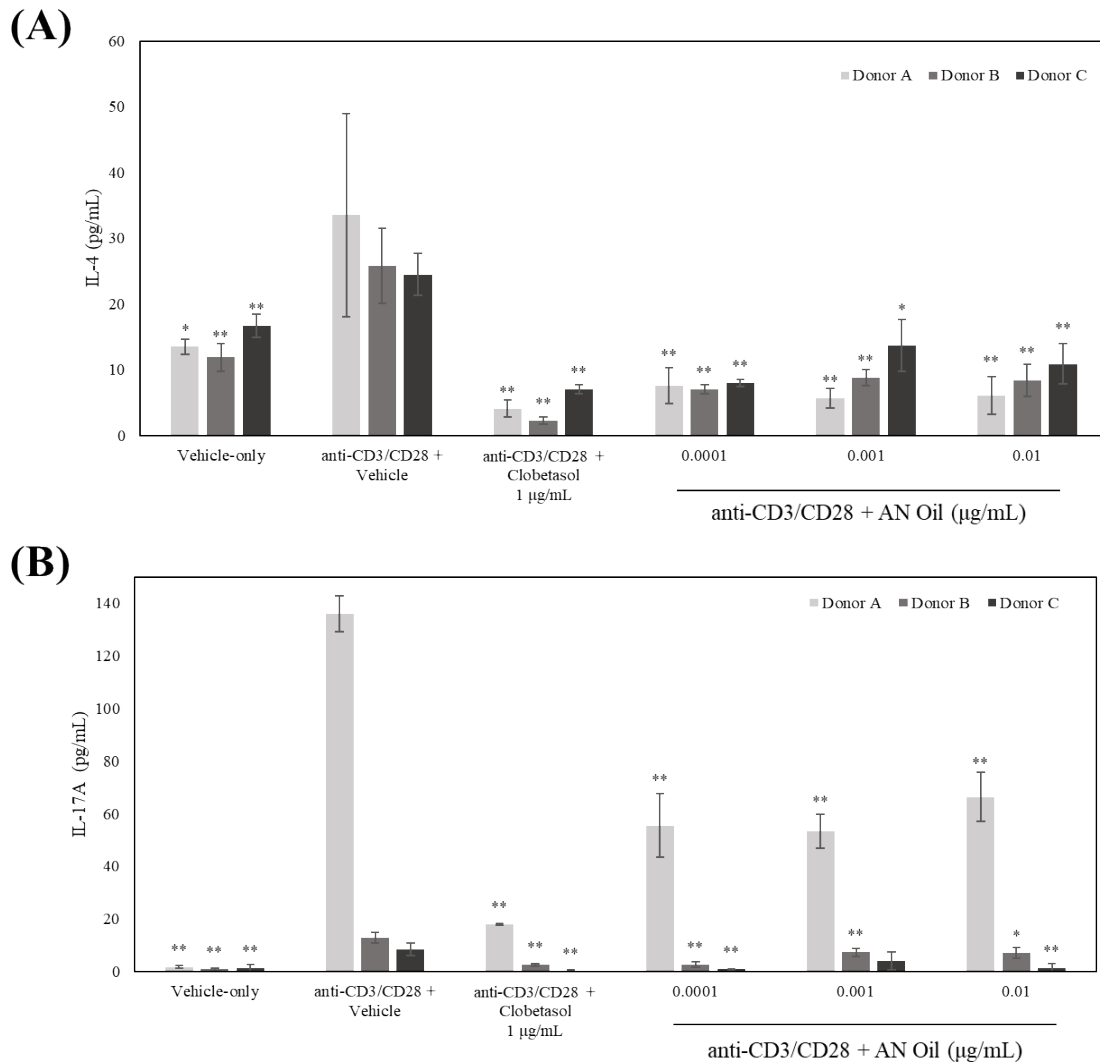 (A)
60
50
40
30
20
10
0
IL-4 (pg/mL)
Donor A Donor B Donor C
* ** **
** ** **
** ** **
** ** *
** ** **
Vehicle-only
anti-CD3/CD28 +
Vehicle
anti-CD3/CD28 +
Clobetasol
1 μg/mL
0.0001
0.001
0.01
anti-CD3/CD28 + AN Oil (μg/mL)
(B)
140
120
100
80
60
40
20
0
IL-17A (pg/mL)
Donor A Donor B Donor C
** ** **
** ** **
** ** **
** **
** * **
Vehicle-only
anti-CD3/CD28 +
Vehicle
anti-CD3/CD28 +
Clobetasol
1 μg/mL
0.0001
0.001
0.01
anti-CD3/CD28 + AN Oil (μg/mL)